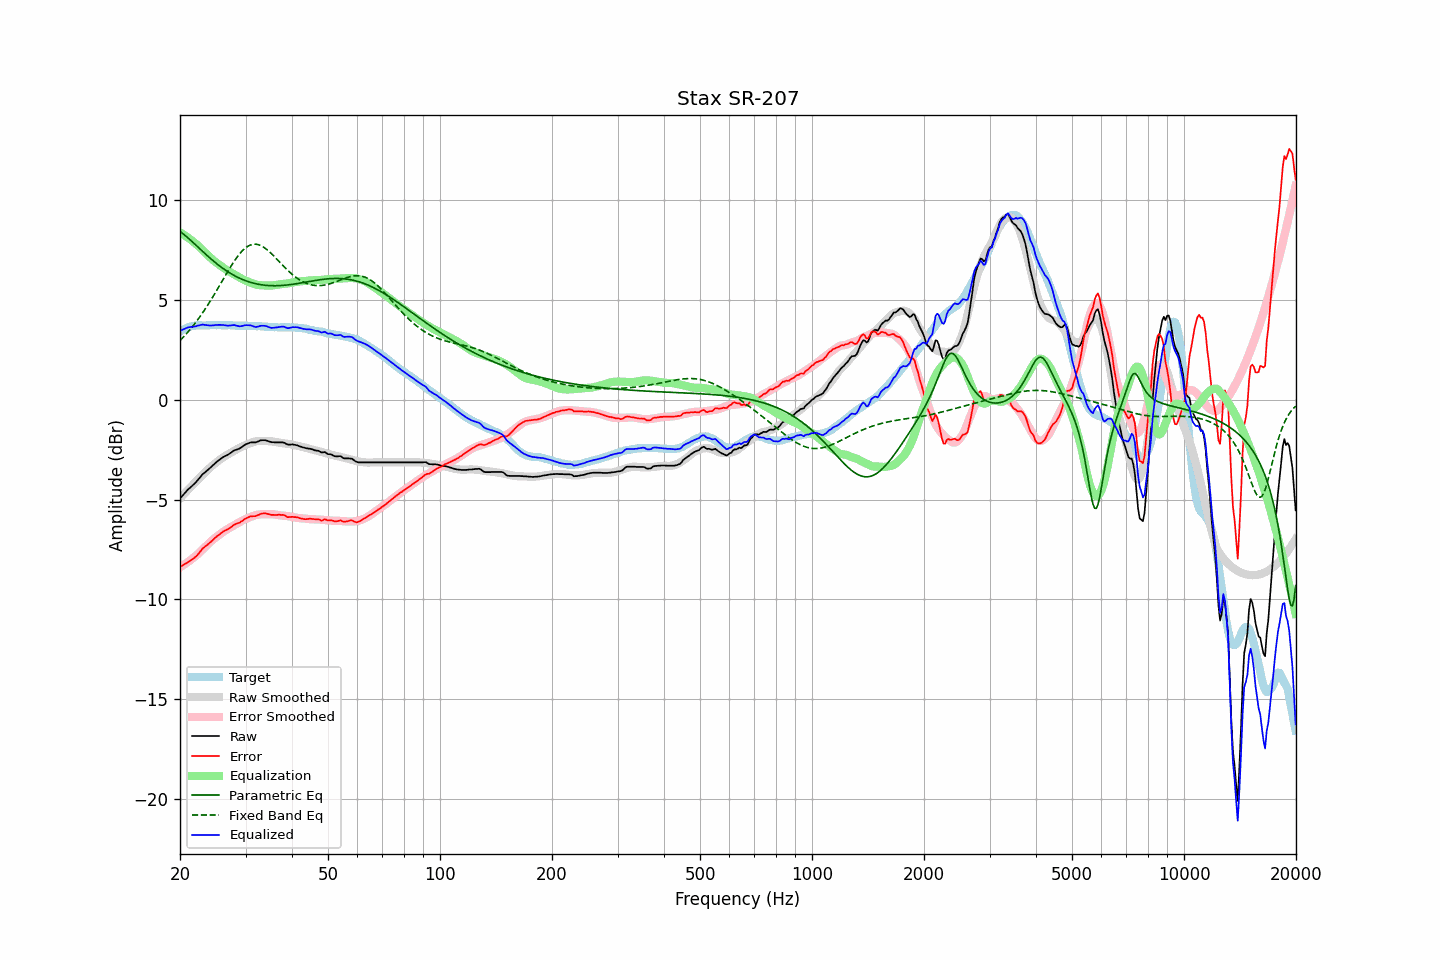 Stax SR-207
Amplitude (dBr)
10
5
0
−5
−10
−15
−20
Target
Raw Smoothed
Error Smoothed
Raw
Error
Equalization
Parametric Eq
Fixed Band Eq
Equalized
20 50 100 200 500 1000 2000 5000 10000 20000
Frequency (Hz)